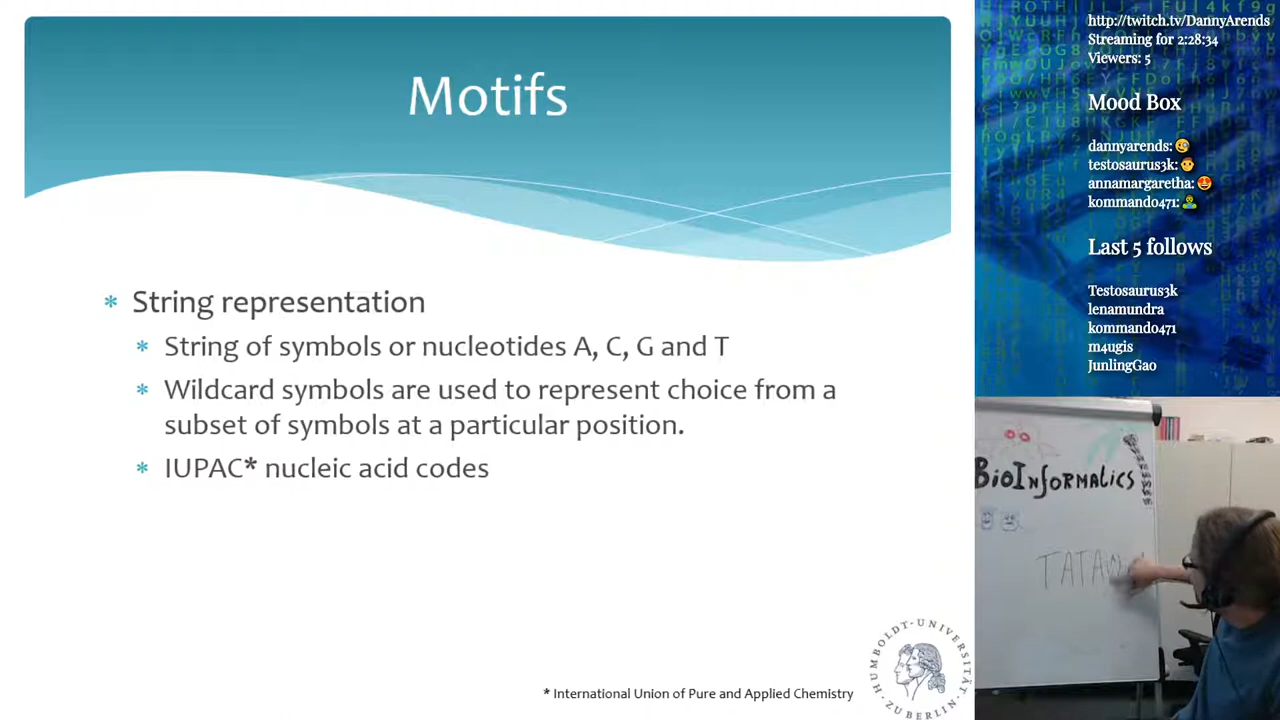 Motifs
* String representation
* String of symbols or nucleotides A, C, G and T
* Wildcard symbols are used to represent choice from a
subset of symbols at a particular position.
* IUPAC* nucleic acid codes
* International Union of Pure and Applied Chemistry
HUMBOLDT-UNIVERSITÄT
ZU BERLIN
http://twitch.tv/DannyArends
Streaming for 2:28:34
Viewers: 5
Mood Box
dannyarends: 🧐
testosaurus3k: 👨
annamargaretha: 🤩
kommando471: 👨‍⚕️
Last 5 follows
Testosaurus3k
lenamundra
kommando471
m4ugis
JunlingGao
BioInformatics
TATAW